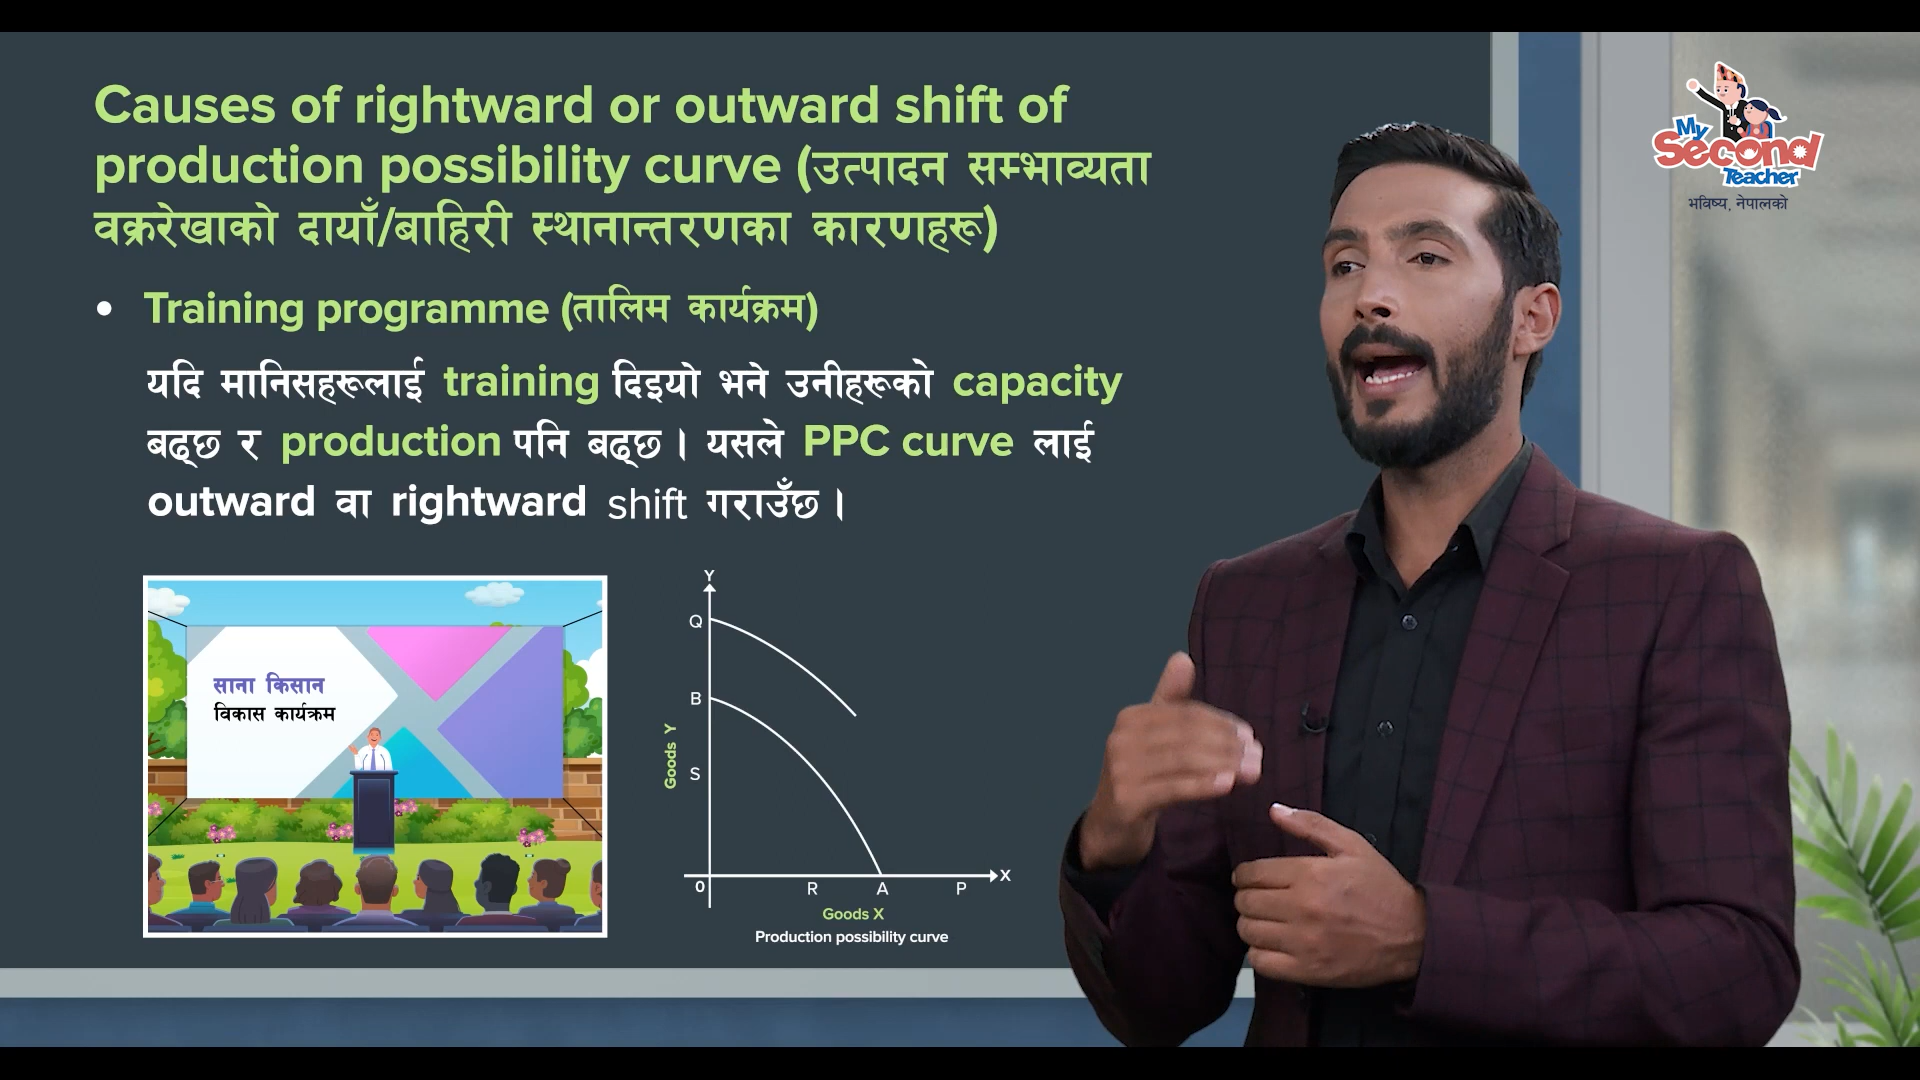 Causes of rightward or outward shift of
production possibility curve (उत्पादन सम्भाव्यता
वक्ररेखाको दायाँ/बाहिरी स्थानान्तरणका कारणहरू)
• Training programme (तालिम कार्यक्रम)
यदि मानिसहरूलाई training दिइयो भने उनीहरूको capacity
बढ्छ र production पनि बढ्छ। यसले PPC curve लाई
outward वा rightward shift गराउँछ।
साना किसान
विकास कार्यक्रम
Y
Q
B
Goods Y
S
0 R A P X
Goods X
Production possibility curve
My
Second
Teacher
भविष्य, नेपालको